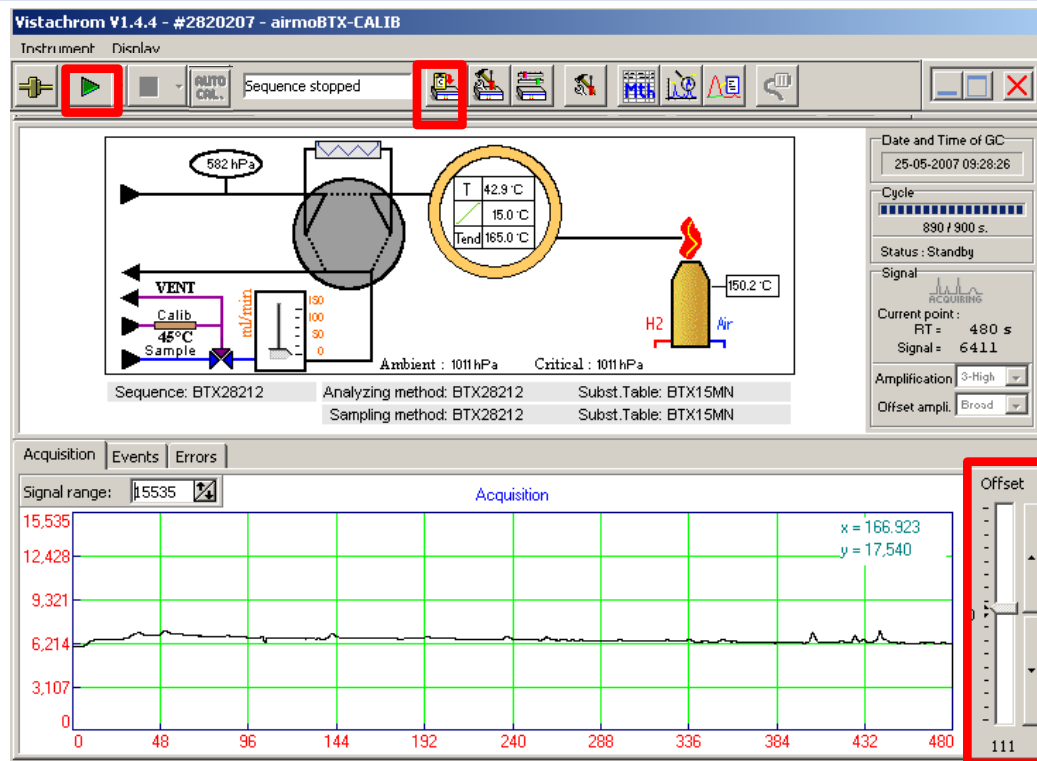 Vistachrom V1.4.4 - #2820207 - airmoBTX-CALIB
Instrument Display
AUTO CAL.
Sequence stopped
Mth
582 hPa
T 42.9 °C
15.0 °C
Tend 165.0 °C
150.2 °C
VENT
Calib
45°C
Sample
ml/min
150
100
50
0
H2
Air
Ambient : 1011 hPa Critical : 1011 hPa
Sequence: BTX28212 Analyzing method: BTX28212 Subst.Table: BTX15MN
Sampling method: BTX28212 Subst.Table: BTX15MN
Date and Time of GC
25-05-2007 09:28:26
Cycle
890 / 900 s.
Status : Standby
Signal
ACQUIRING
Current point :
RT = 480 s
Signal = 6411
Amplification 3-High
Offset ampli. Broad
Acquisition Events Errors
Signal range: 15535
Acquisition
Offset
x = 166.923
y = 17,540
15,535
12,428
9,321
6,214
3,107
0
0 48 96 144 192 240 288 336 384 432 480
111